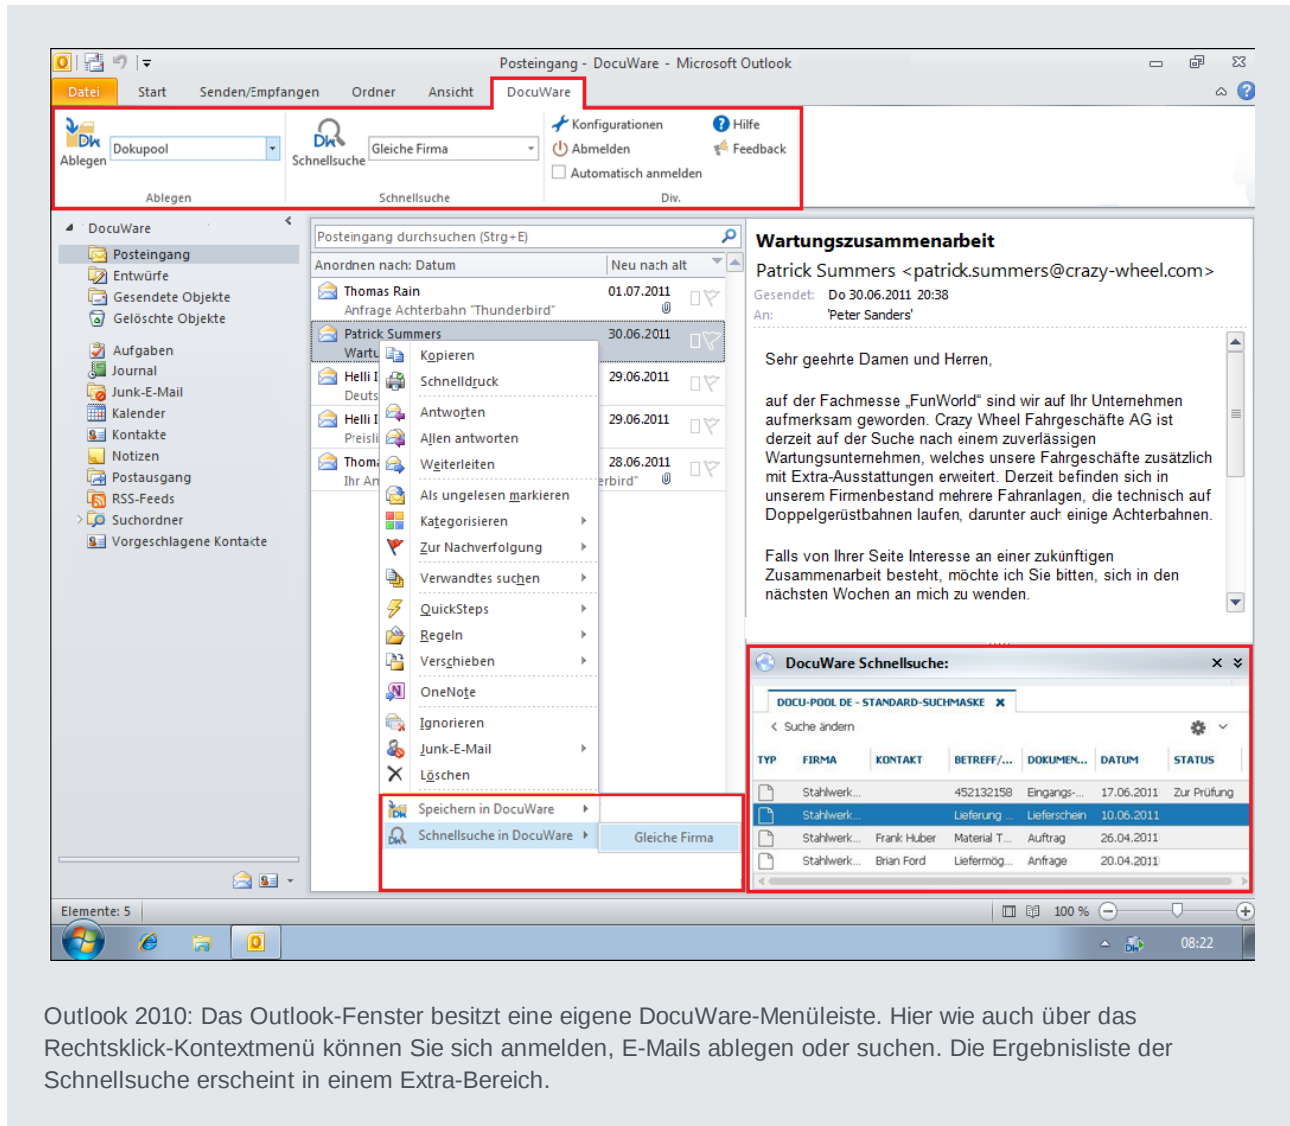 Posteingang - DocuWare - Microsoft Outlook
Datei Start Senden/Empfangen Ordner Ansicht DocuWare
Ablegen
Dokupool
Ablegen
Schnellsuche
Gleiche Firma
Schnellsuche
Konfigurationen
Abmelden
Automatisch anmelden
Hilfe
Feedback
Div.
DocuWare
Posteingang
Entwürfe
Gesendete Objekte
Gelöschte Objekte
Aufgaben
Journal
Junk-E-Mail
Kalender
Kontakte
Notizen
Postausgang
RSS-Feeds
Suchordner
Vorgeschlagene Kontakte
Posteingang durchsuchen (Strg+E)
Anordnen nach: Datum Neu nach alt
Thomas Rain 01.07.2011
Anfrage Achterbahn "Thunderbird"
Patrick Summers 30.06.2011
Wartu
Helli 29.06.2011
Deuts
Helli 29.06.2011
Preisli
Thoma 28.06.2011
Ihr An erbird"
Kopieren
Schnelldruck
Antworten
Allen antworten
Weiterleiten
Als ungelesen markieren
Kategorisieren
Zur Nachverfolgung
Verwandtes suchen
QuickSteps
Regeln
Verschieben
OneNote
Ignorieren
Junk-E-Mail
Löschen
Speichern in DocuWare
Schnellsuche in DocuWare
Gleiche Firma
Wartungszusammenarbeit
Patrick Summers <patrick.summers@crazy-wheel.com>
Gesendet: Do 30.06.2011 20:38
An: 'Peter Sanders'
Sehr geehrte Damen und Herren,
auf der Fachmesse „FunWorld“ sind wir auf Ihr Unternehmen
aufmerksam geworden. Crazy Wheel Fahrgeschäfte AG ist
derzeit auf der Suche nach einem zuverlässigen
Wartungsunternehmen, welches unsere Fahrgeschäfte zusätzlich
mit Extra-Ausstattungen erweitert. Derzeit befinden sich in
unserem Firmenbestand mehrere Fahranlagen, die technisch auf
Doppelgerüstbahnen laufen, darunter auch einige Achterbahnen.
Falls von Ihrer Seite Interesse an einer zukünftigen
Zusammenarbeit besteht, möchte ich Sie bitten, sich in den
nächsten Wochen an mich zu wenden.
DocuWare Schnellsuche:
DOCU-POOL DE - STANDARD-SUCHMASKE
Suche ändern
TYP FIRMA KONTAKT BETREFF/... DOKUMEN... DATUM STATUS
Stahlwerk... 452132158 Eingangs-... 17.06.2011 Zur Prüfung
Stahlwerk... Lieferung ... Lieferschein 10.06.2011
Stahlwerk... Frank Huber Material T... Auftrag 26.04.2011
Stahlwerk... Brian Ford Liefermög... Anfrage 20.04.2011
Elemente: 5
100 %
08:22
Outlook 2010: Das Outlook-Fenster besitzt eine eigene DocuWare-Menüleiste. Hier wie auch über das
Rechtsklick-Kontextmenü können Sie sich anmelden, E-Mails ablegen oder suchen. Die Ergebnisliste der
Schnellsuche erscheint in einem Extra-Bereich.